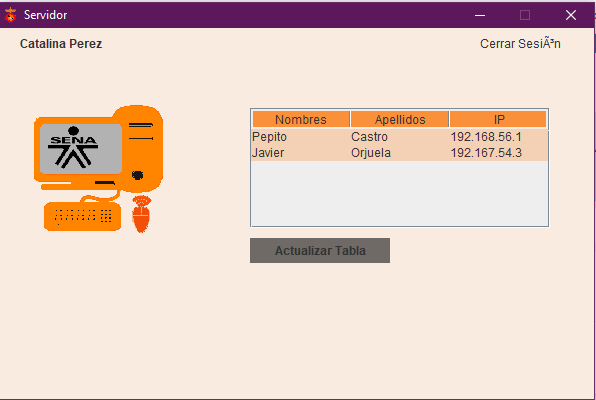 Servidor
Catalina Perez
Cerrar SesiÃ³n
SENA
Nombres Apellidos IP
Pepito Castro 192.168.56.1
Javier Orjuela 192.167.54.3
Actualizar Tabla